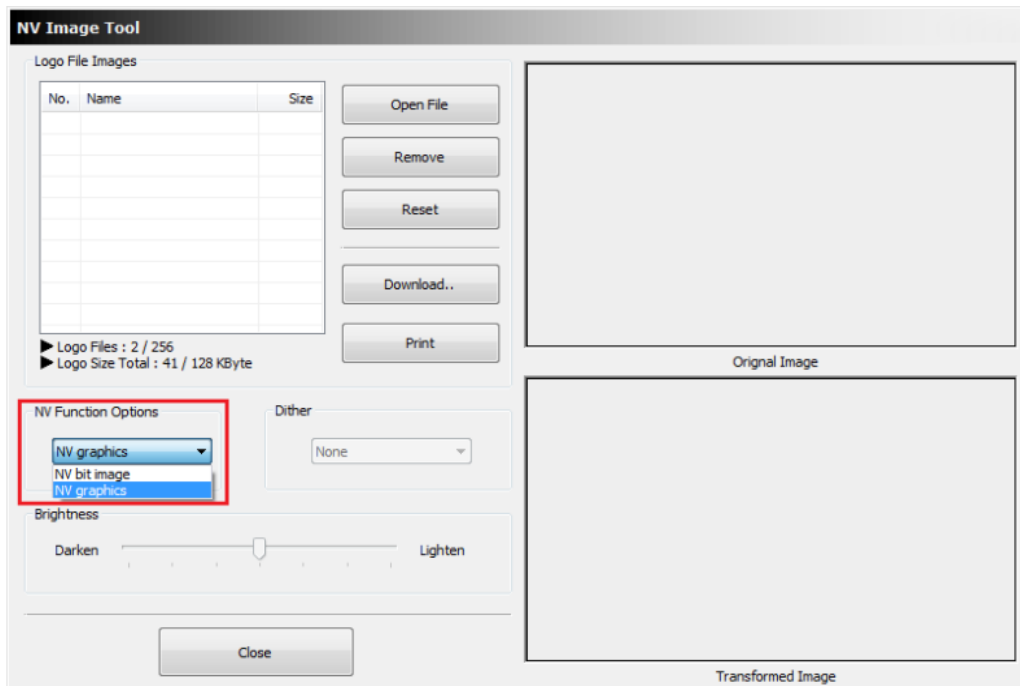 NV Image Tool
Logo File Images
No. Name Size
Open File
Remove
Reset
Download..
Print
▶ Logo Files : 2 / 256
▶ Logo Size Total : 41 / 128 KByte
Orignal Image
NV Function Options
NV graphics
NV bit image
NV graphics
Dither
None
Brightness
Darken Lighten
Close
Transformed Image